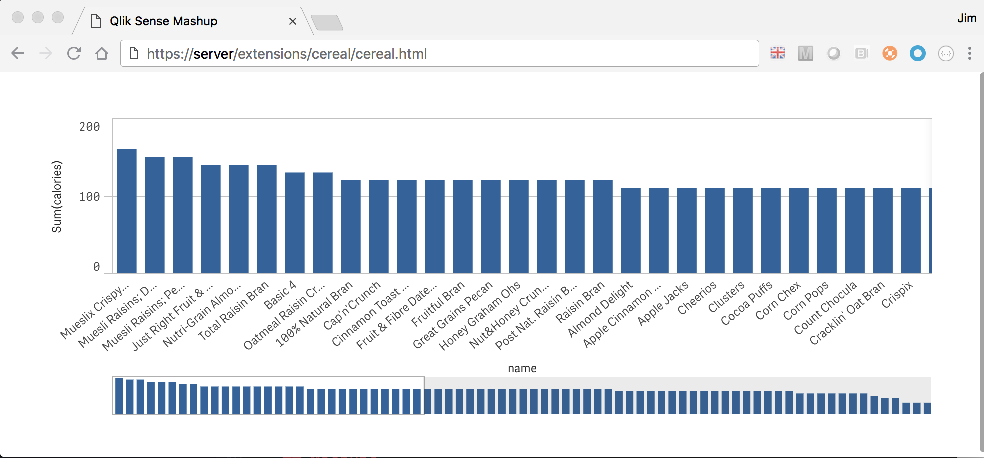 Qlik Sense Mashup
Jim
https://server/extensions/cereal/cereal.html
M
200
100
0
Sum(calories)
Mueslix Crispy...
Muesli Raisins; D...
Muesli Raisins; Pe...
Just Right Fruit & ...
Nutri-Grain Almo...
Total Raisin Bran
Basic 4
Oatmeal Raisin Cr...
100% Natural Bran
Cap'n'Crunch
Cinnamon Toast ...
Fruit & Fibre Date...
Fruitful Bran
Great Grains Pecan
Honey Graham Ohs
Nut&Honey Crun...
Post Nat. Raisin B...
Raisin Bran
Almond Delight
Apple Cinnamon ...
Apple Jacks
Cheerios
Clusters
Cocoa Puffs
Corn Chex
Corn Pops
Count Chocula
Cracklin' Oat Bran
Crispix
name